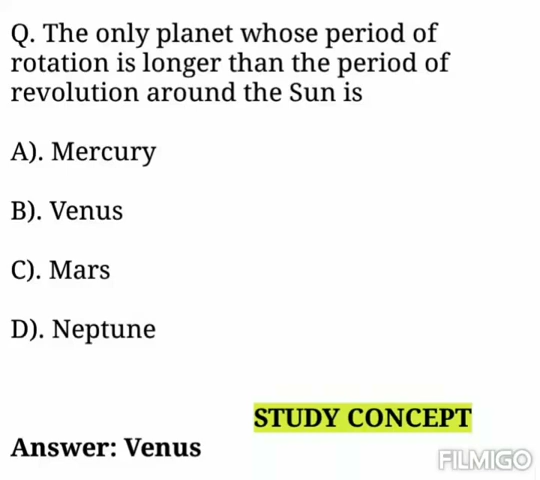 Q. The only planet whose period of
rotation is longer than the period of
revolution around the Sun is
A). Mercury
B). Venus
C). Mars
D). Neptune
STUDY CONCEPT
Answer: Venus
FILMIGO